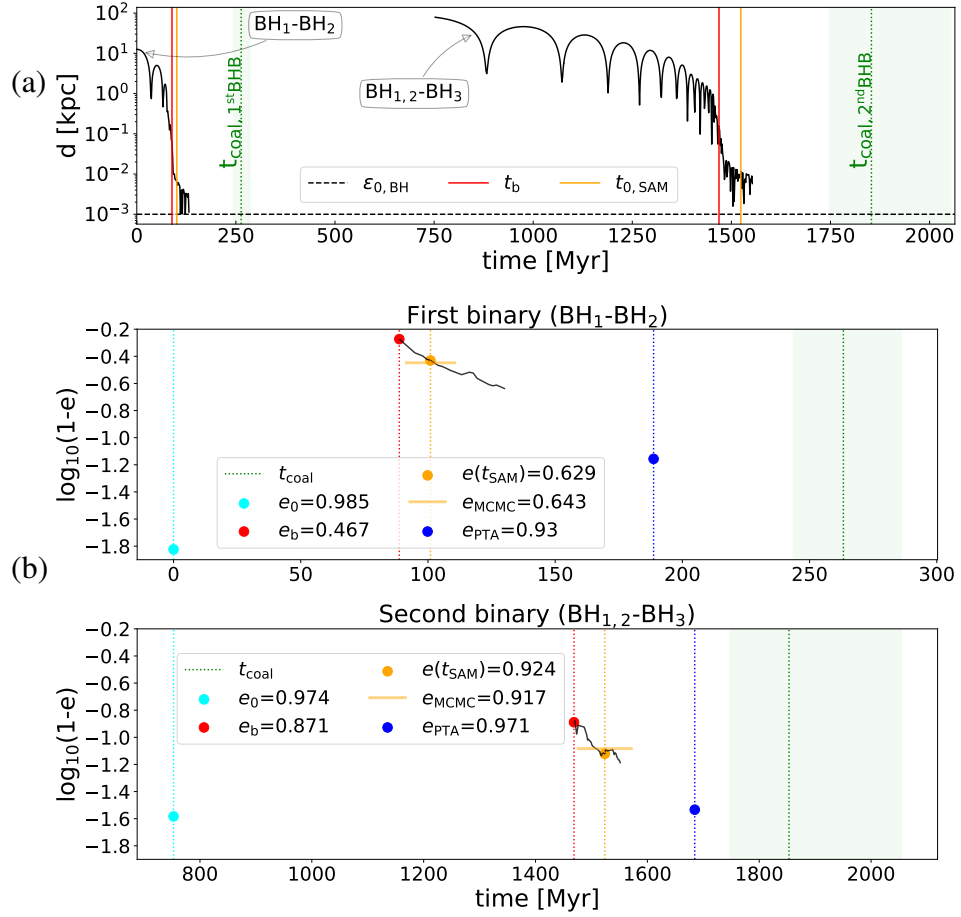 (a)
d [kpc]
10²
10¹
10⁰
10⁻¹
10⁻²
10⁻³
BH₁-BH₂
BH₁,₂-BH₃
t_coal, 1ˢᵗBHB
t_coal, 2ⁿᵈBHB
ε₀, BH
t_b
t₀, SAM
0 250 500 750 1000 1250 1500 1750 2000
time [Myr]
(b)
First binary (BH₁-BH₂)
log₁₀(1-e)
−0.2
−0.4
−0.6
−0.8
−1.0
−1.2
−1.4
−1.6
−1.8
t_coal
e₀=0.985
e_b=0.467
e(t_SAM)=0.629
e_MCMC=0.643
e_PTA=0.93
0 50 100 150 200 250 300
Second binary (BH₁,₂-BH₃)
log₁₀(1-e)
−0.2
−0.4
−0.6
−0.8
−1.0
−1.2
−1.4
−1.6
−1.8
t_coal
e₀=0.974
e_b=0.871
e(t_SAM)=0.924
e_MCMC=0.917
e_PTA=0.971
800 1000 1200 1400 1600 1800 2000
time [Myr]